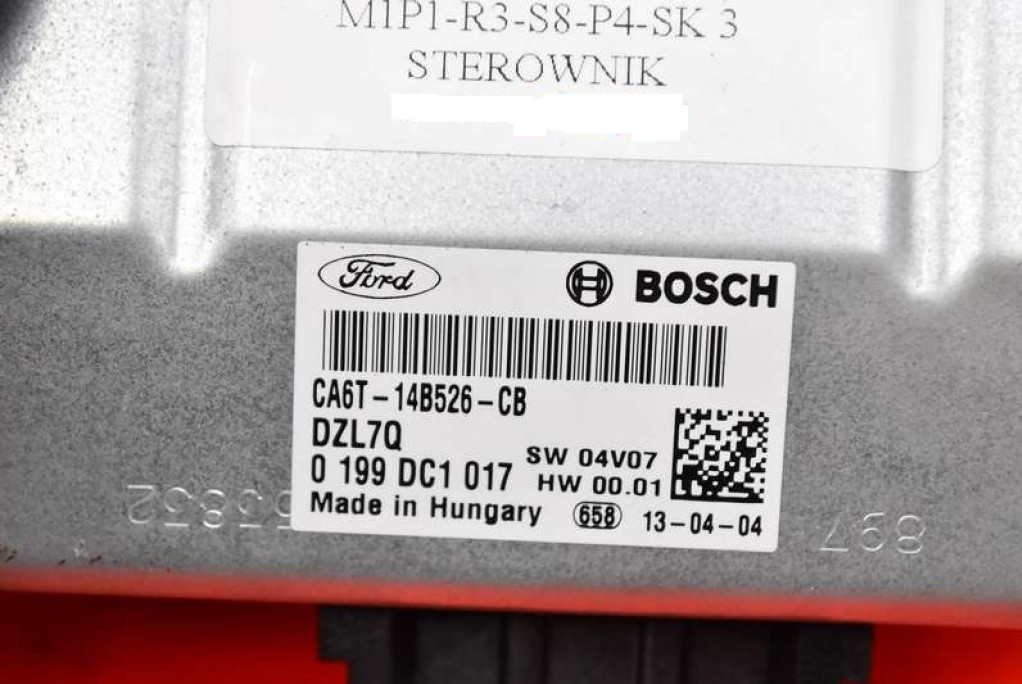 M1P1-R3-S8-P4-SK 3
STEROWNIK
Ford
BOSCH
CA6T-14B526-CB
DZL7Q
0 199 DC1 017
SW 04V07
HW 00.01
Made in Hungary
658
13-04-04
897